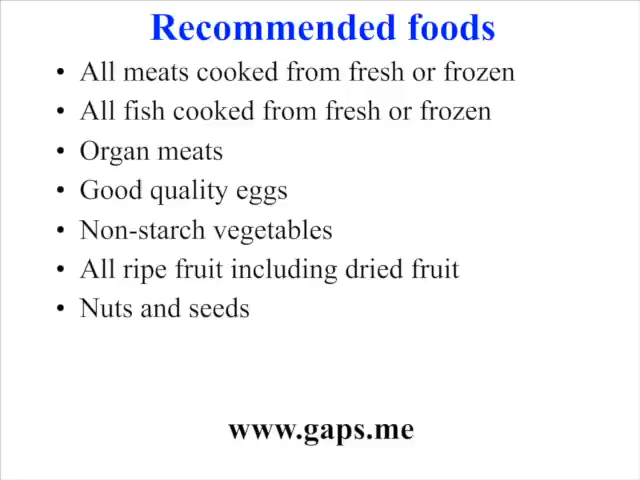 Recommended foods
• All meats cooked from fresh or frozen
• All fish cooked from fresh or frozen
• Organ meats
• Good quality eggs
• Non-starch vegetables
• All ripe fruit including dried fruit
• Nuts and seeds
www.gaps.me